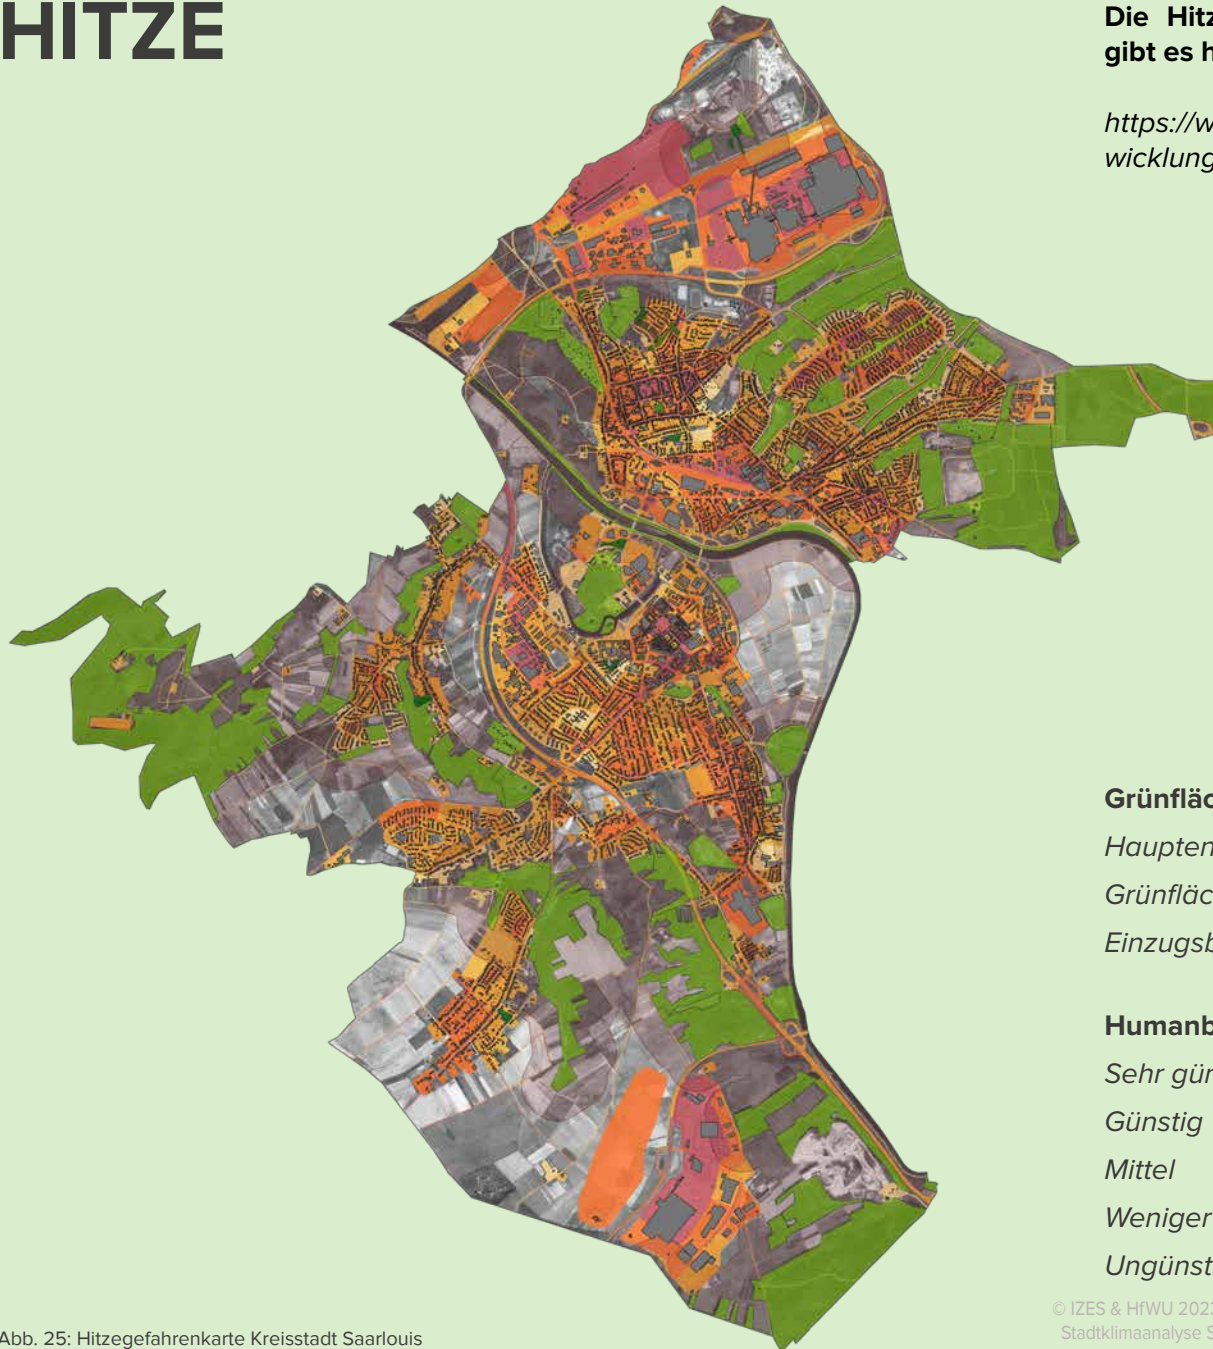 HITZE
Die Hitz
gibt es h
https://w
wicklung
Grünfläc
Haupten
Grünfläc
Einzugsb
Humanb
Sehr gün
Günstig
Mittel
Weniger
Ungünst
© IZES & HfWU 2023
Stadtklimaanalyse S
Abb. 25: Hitzegefahrenkarte Kreisstadt Saarlouis